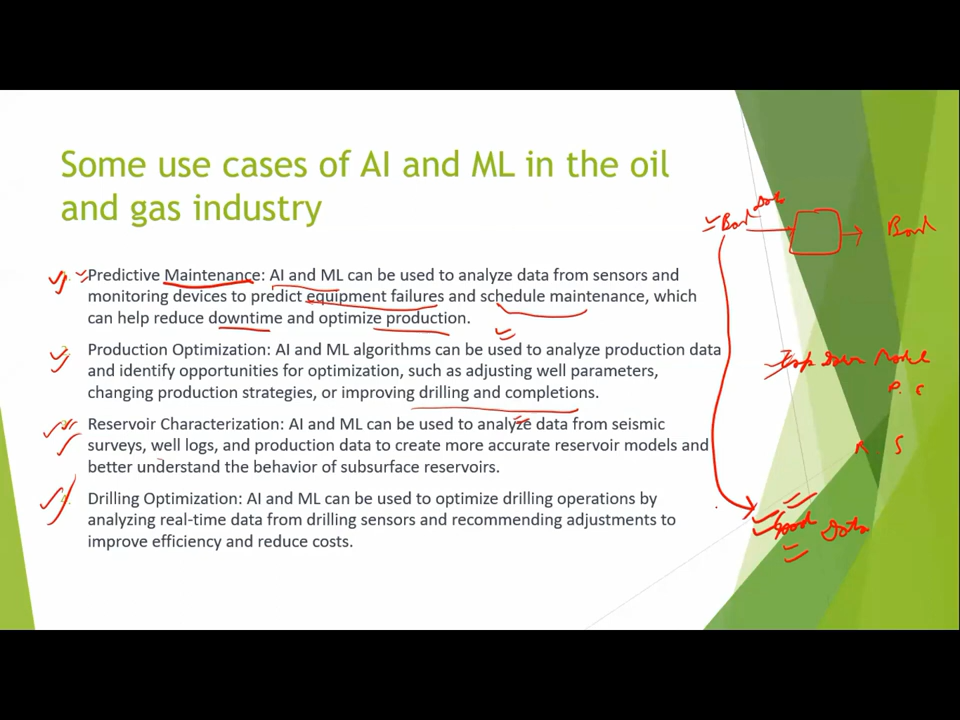 Some use cases of AI and ML in the oil
and gas industry
Predictive Maintenance: AI and ML can be used to analyze data from sensors and
monitoring devices to predict equipment failures and schedule maintenance, which
can help reduce downtime and optimize production.
Production Optimization: AI and ML algorithms can be used to analyze production data
and identify opportunities for optimization, such as adjusting well parameters,
changing production strategies, or improving drilling and completions.
Reservoir Characterization: AI and ML can be used to analyze data from seismic
surveys, well logs, and production data to create more accurate reservoir models and
better understand the behavior of subsurface reservoirs.
4. Drilling Optimization: AI and ML can be used to optimize drilling operations by
analyzing real-time data from drilling sensors and recommending adjustments to
improve efficiency and reduce costs.
data
Top down Model
Good data